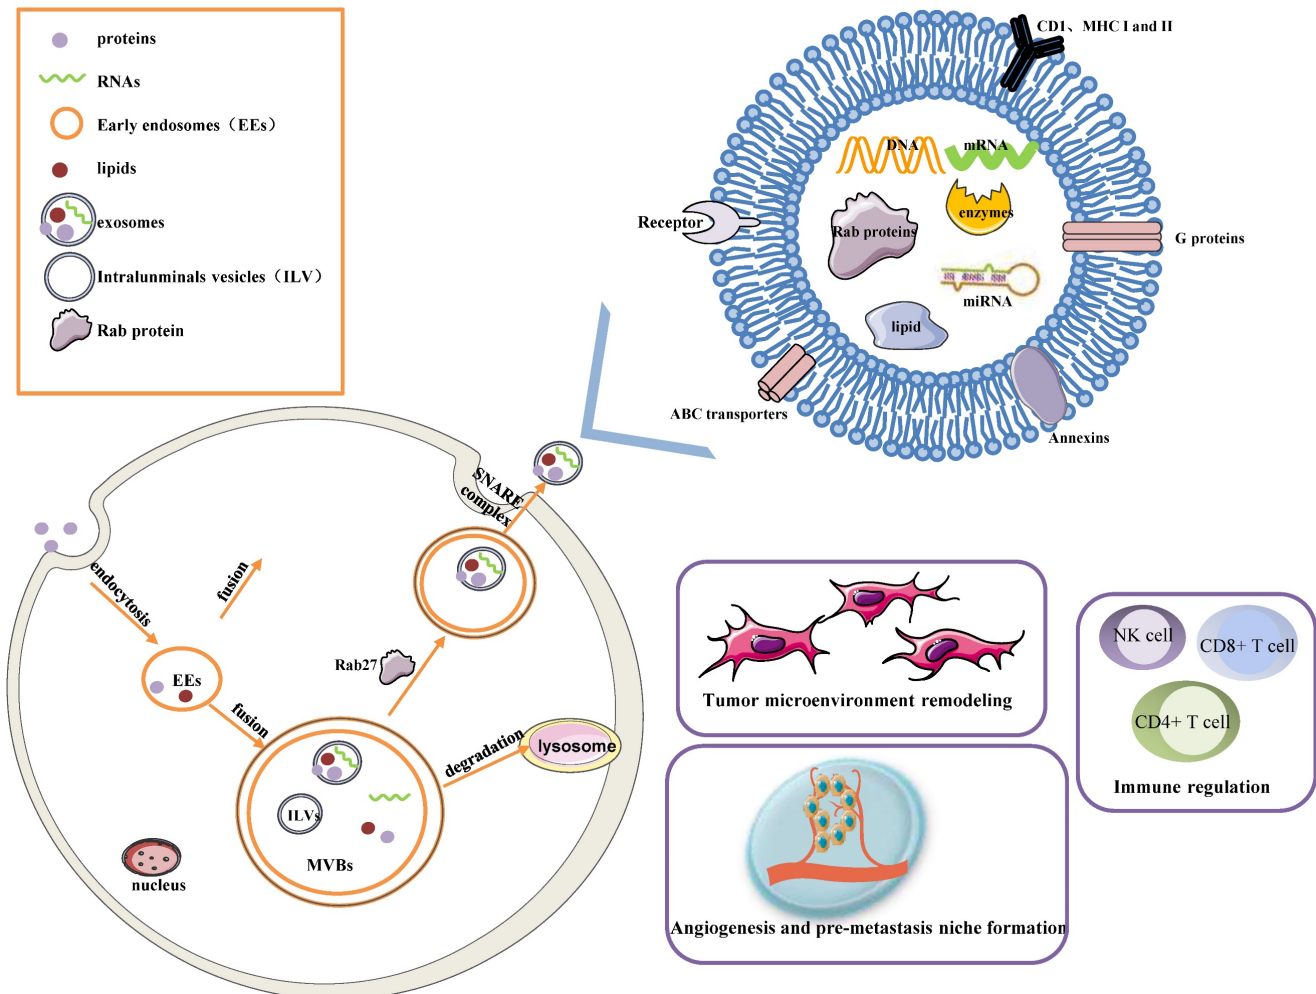 proteins
RNAs
Early endosomes（EEs）
lipids
exosomes
Intralunminals vesicles（ILV）
Rab protein
CD1、MHC I and II
DNA
mRNA
Receptor
enzymes
Rab proteins
G proteins
miRNA
lipid
ABC transporters
Annexins
SNARE
complex
endocytosis
fusion
Rab27
EEs
fusion
degradation
lysosome
ILVs
MVBs
nucleus
Tumor microenvironment remodeling
NK cell
CD8+ T cell
CD4+ T cell
Immune regulation
Angiogenesis and pre-metastasis niche formation